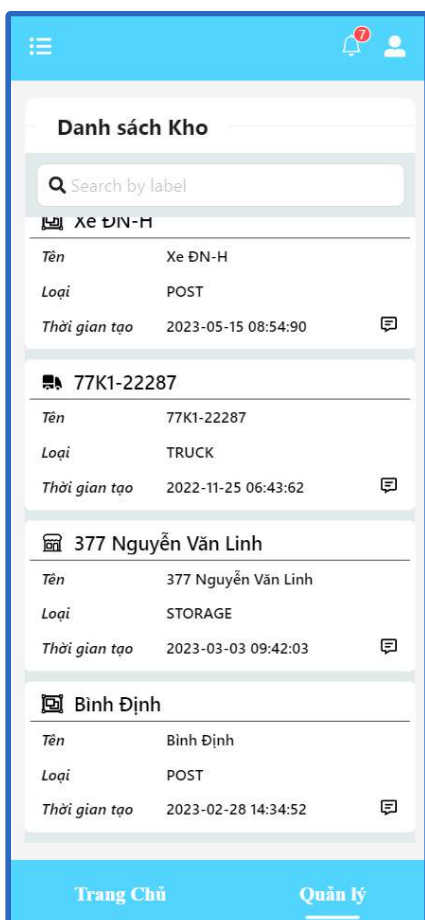 7
Danh sách Kho
Search by label
Xe ĐN-H
Tên Xe ĐN-H
Loại POST
Thời gian tạo 2023-05-15 08:54:90
77K1-22287
Tên 77K1-22287
Loại TRUCK
Thời gian tạo 2022-11-25 06:43:62
377 Nguyễn Văn Linh
Tên 377 Nguyễn Văn Linh
Loại STORAGE
Thời gian tạo 2023-03-03 09:42:03
Bình Định
Tên Bình Định
Loại POST
Thời gian tạo 2023-02-28 14:34:52
Trang Chủ Quản lý